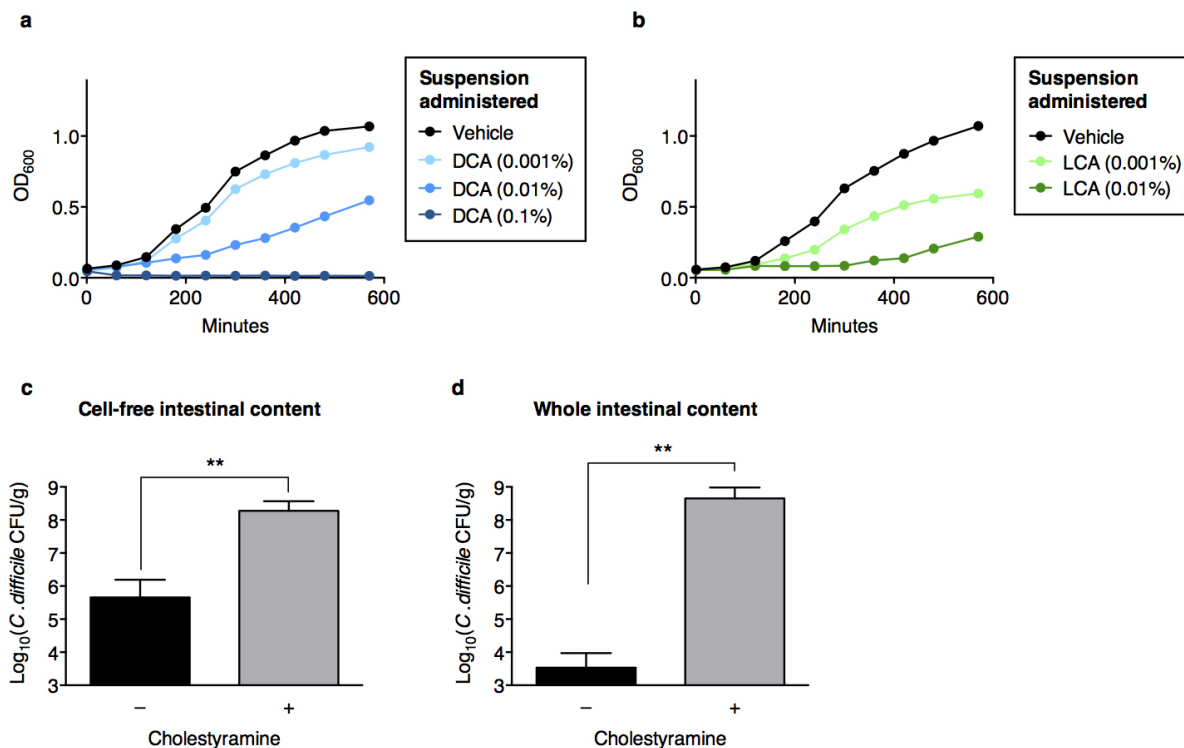 a
Suspension
administered
Vehicle
DCA (0.001%)
DCA (0.01%)
DCA (0.1%)
OD600
1.0
0.5
0.0
0
200
400
600
Minutes
b
Suspension
administered
Vehicle
LCA (0.001%)
LCA (0.01%)
OD600
1.0
0.5
0.0
0
200
400
600
Minutes
c
Cell-free intestinal content
**
Log10(C.difficile CFU/g)
9
8
7
6
5
4
3
–
+
Cholestyramine
d
Whole intestinal content
**
Log10(C.difficile CFU/g)
9
8
7
6
5
4
3
–
+
Cholestyramine